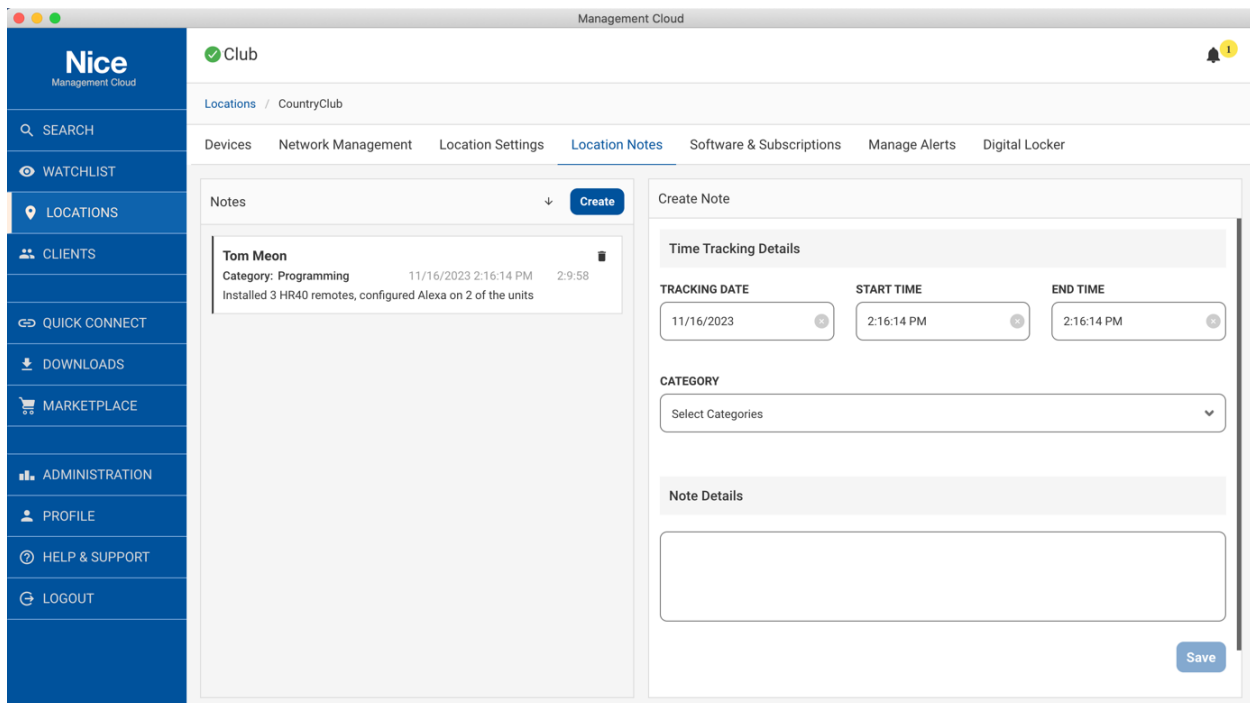 Management Cloud
Nice
Management Cloud
SEARCH
WATCHLIST
LOCATIONS
CLIENTS
QUICK CONNECT
DOWNLOADS
MARKETPLACE
ADMINISTRATION
PROFILE
HELP & SUPPORT
LOGOUT
Club
1
Locations / CountryClub
Devices Network Management Location Settings Location Notes Software & Subscriptions Manage Alerts Digital Locker
Notes Create
Tom Meon
Category: Programming 11/16/2023 2:16:14 PM 2:9:58
Installed 3 HR40 remotes, configured Alexa on 2 of the units
Create Note
Time Tracking Details
TRACKING DATE START TIME END TIME
11/16/2023 2:16:14 PM 2:16:14 PM
CATEGORY
Select Categories
Note Details
Save